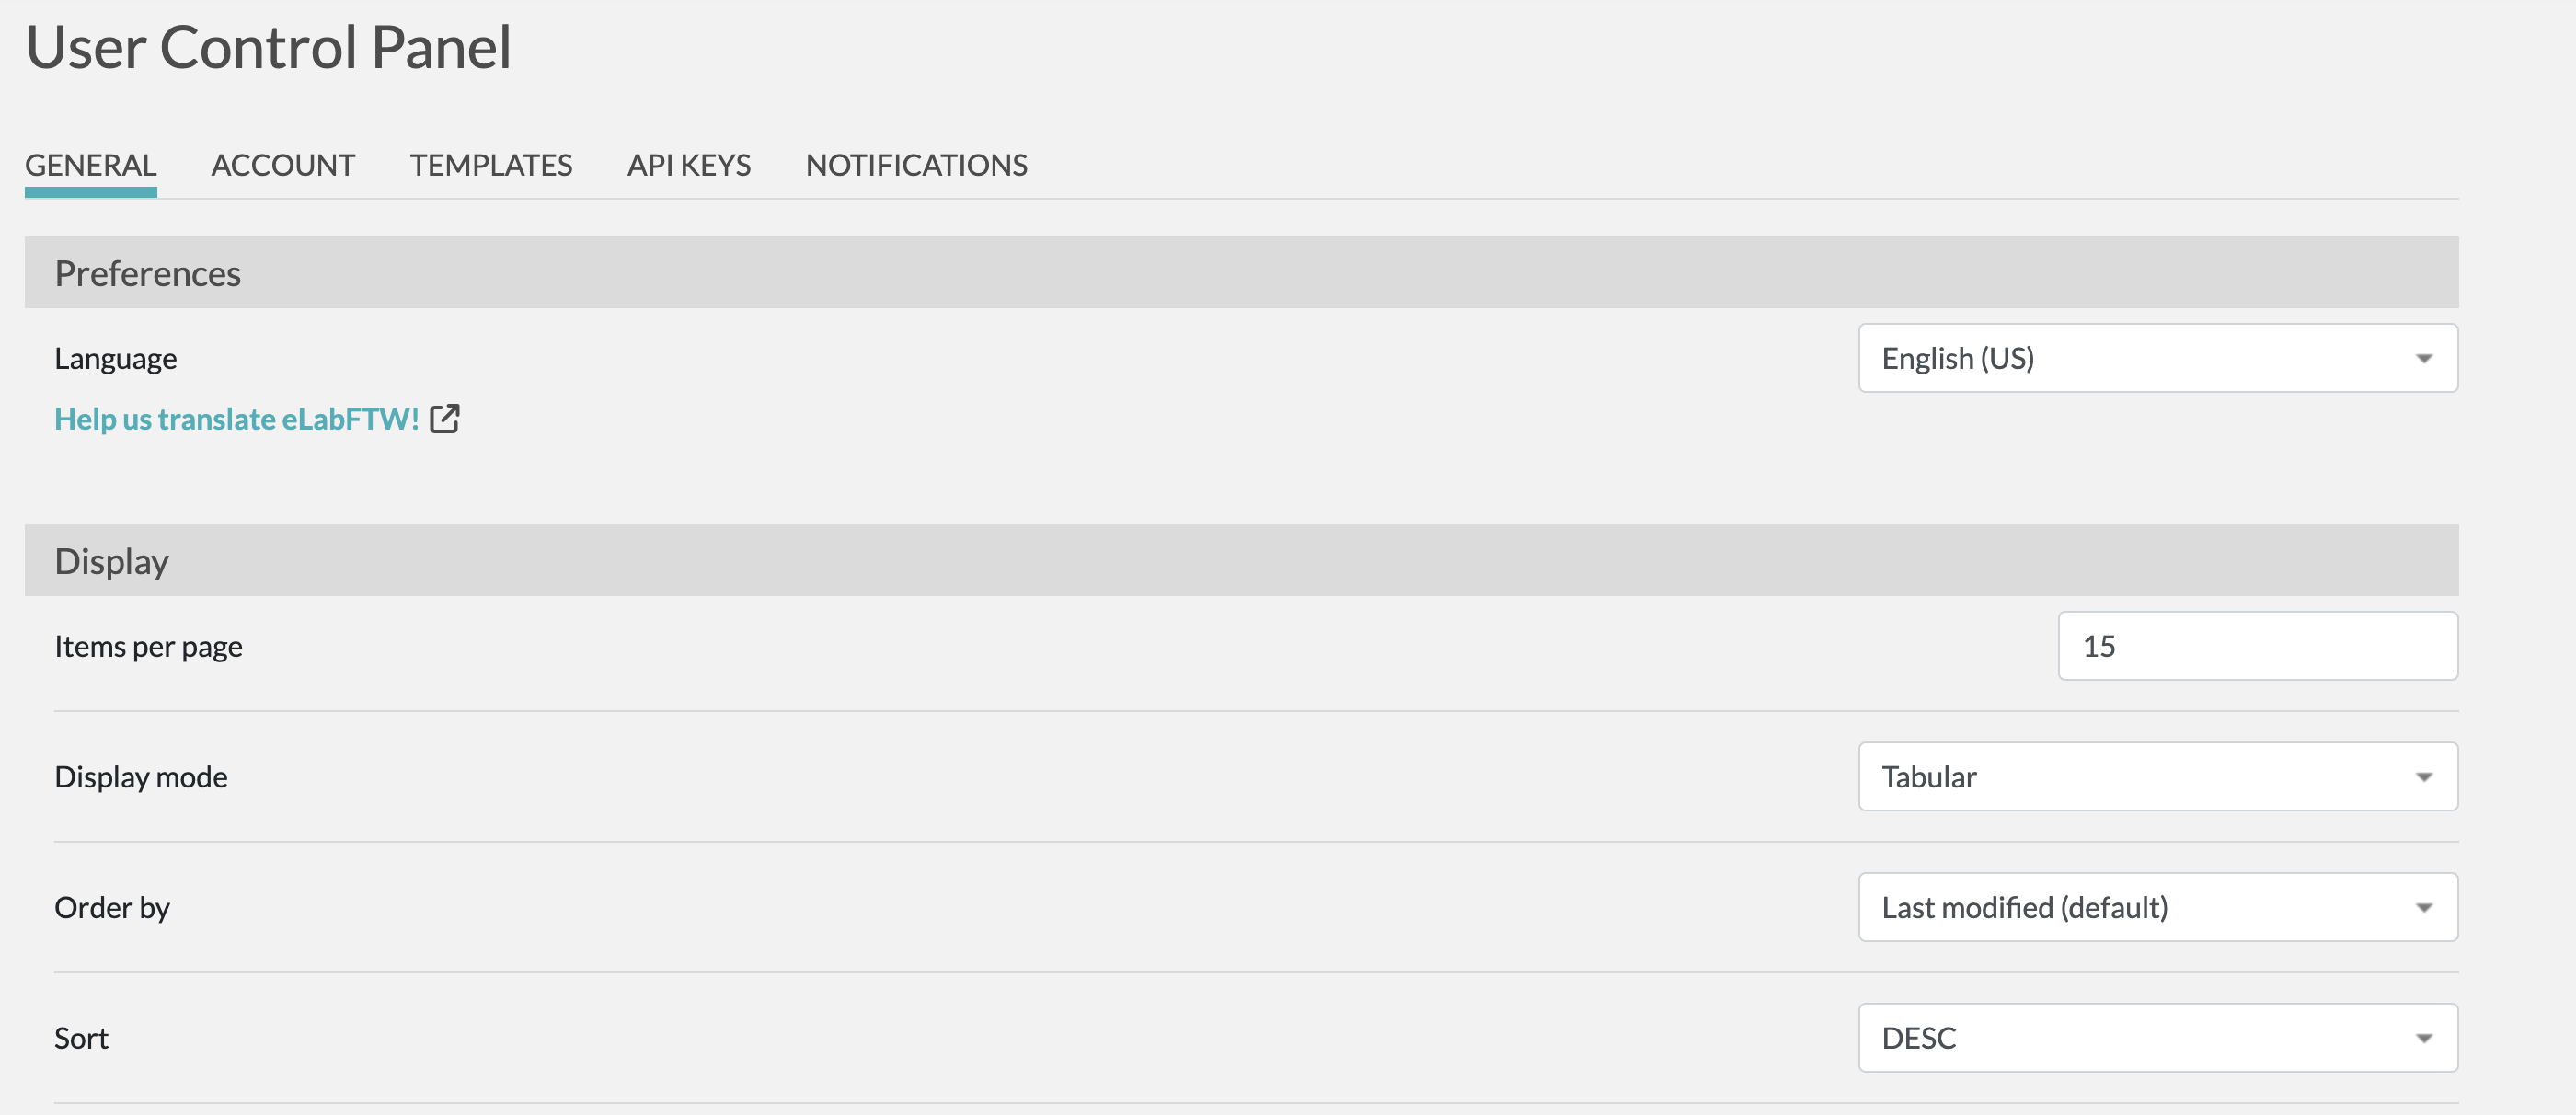 User Control Panel
GENERAL ACCOUNT TEMPLATES API KEYS NOTIFICATIONS
Preferences
Language English (US)
Help us translate eLabFTW!
Display
Items per page 15
Display mode Tabular
Order by Last modified (default)
Sort DESC